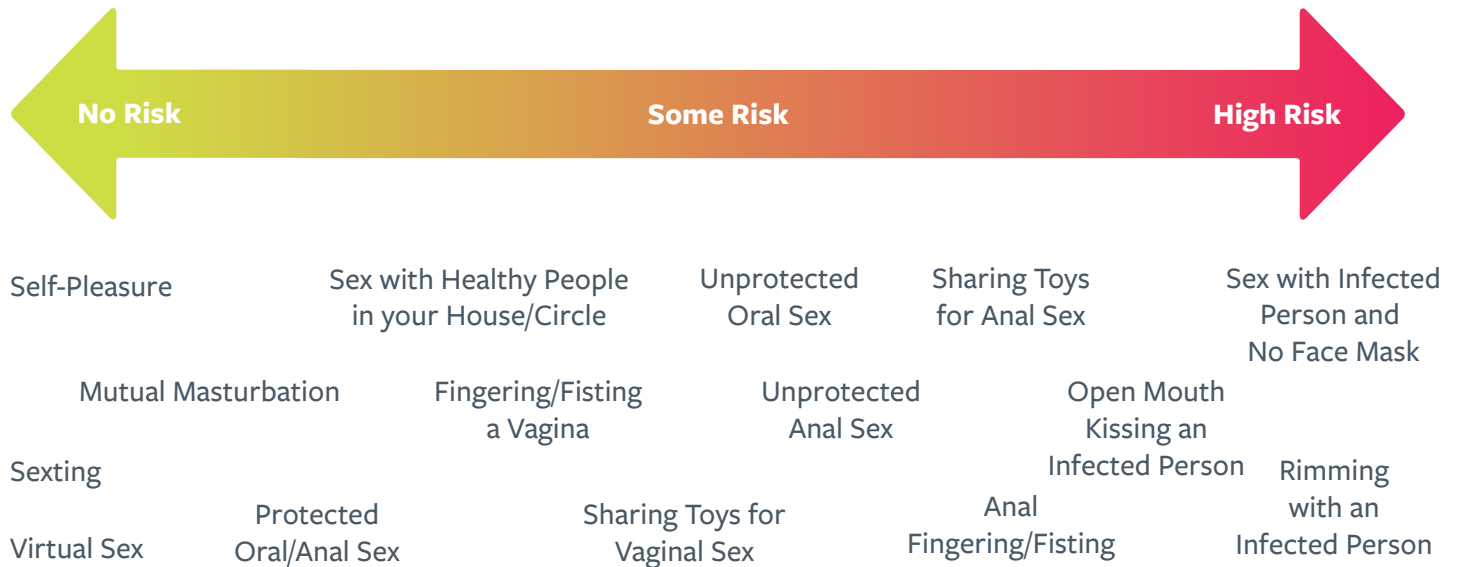 No Risk
Some Risk
High Risk
Self-Pleasure
Sex with Healthy People
in your House/Circle
Unprotected
Oral Sex
Sharing Toys
for Anal Sex
Sex with Infected
Person and
No Face Mask
Mutual Masturbation
Fingering/Fisting
a Vagina
Unprotected
Anal Sex
Open Mouth
Kissing an
Infected Person
Sexting
Rimming
with an
Infected Person
Virtual Sex
Protected
Oral/Anal Sex
Sharing Toys for
Vaginal Sex
Anal
Fingering/Fisting